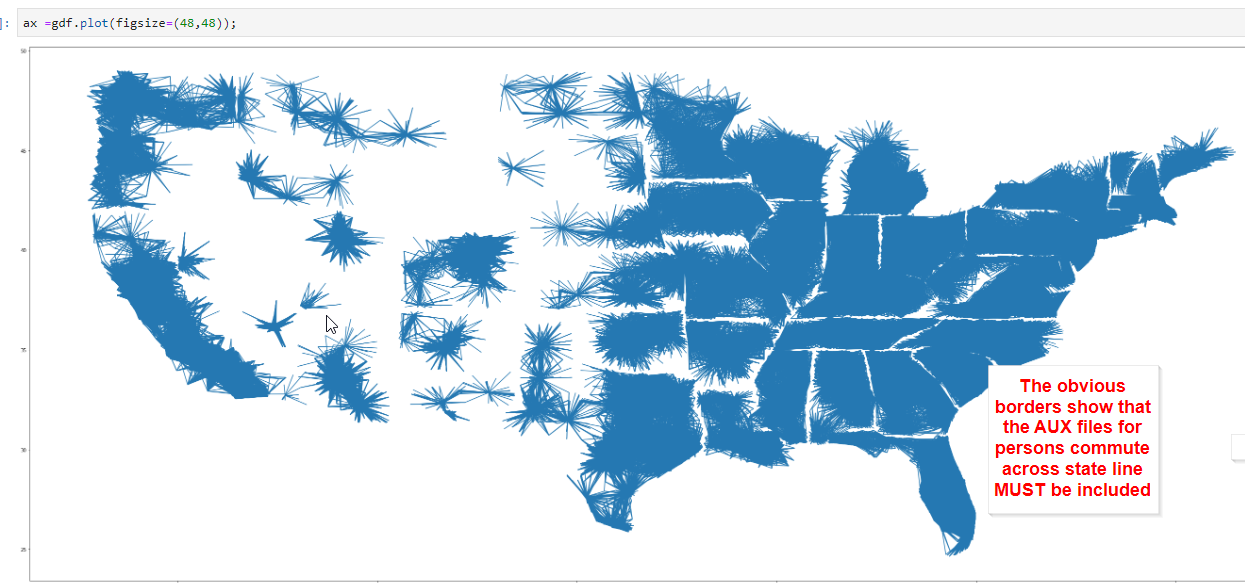 ]: ax =gdf.plot(figsize=(48,48));
50
45
40
35
30
25
The obvious
borders show that
the AUX files for
persons commute
across state line
MUST be included